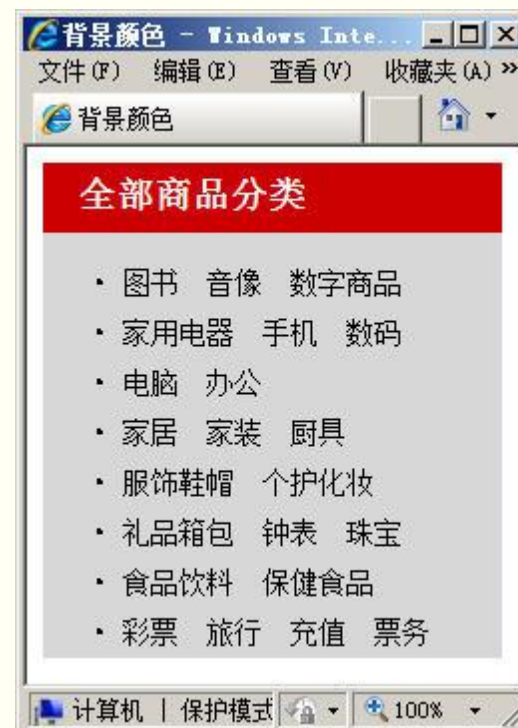 背景颜色 - Windows Inte...
文件(F) 编辑(E) 查看(V) 收藏夹(A) »
背景颜色
全部商品分类
· 图书 音像 数字商品
· 家用电器 手机 数码
· 电脑 办公
· 家居 家装 厨具
· 服饰鞋帽 个护化妆
· 礼品箱包 钟表 珠宝
· 食品饮料 保健食品
· 彩票 旅行 充值 票务
计算机 | 保护模式 100%